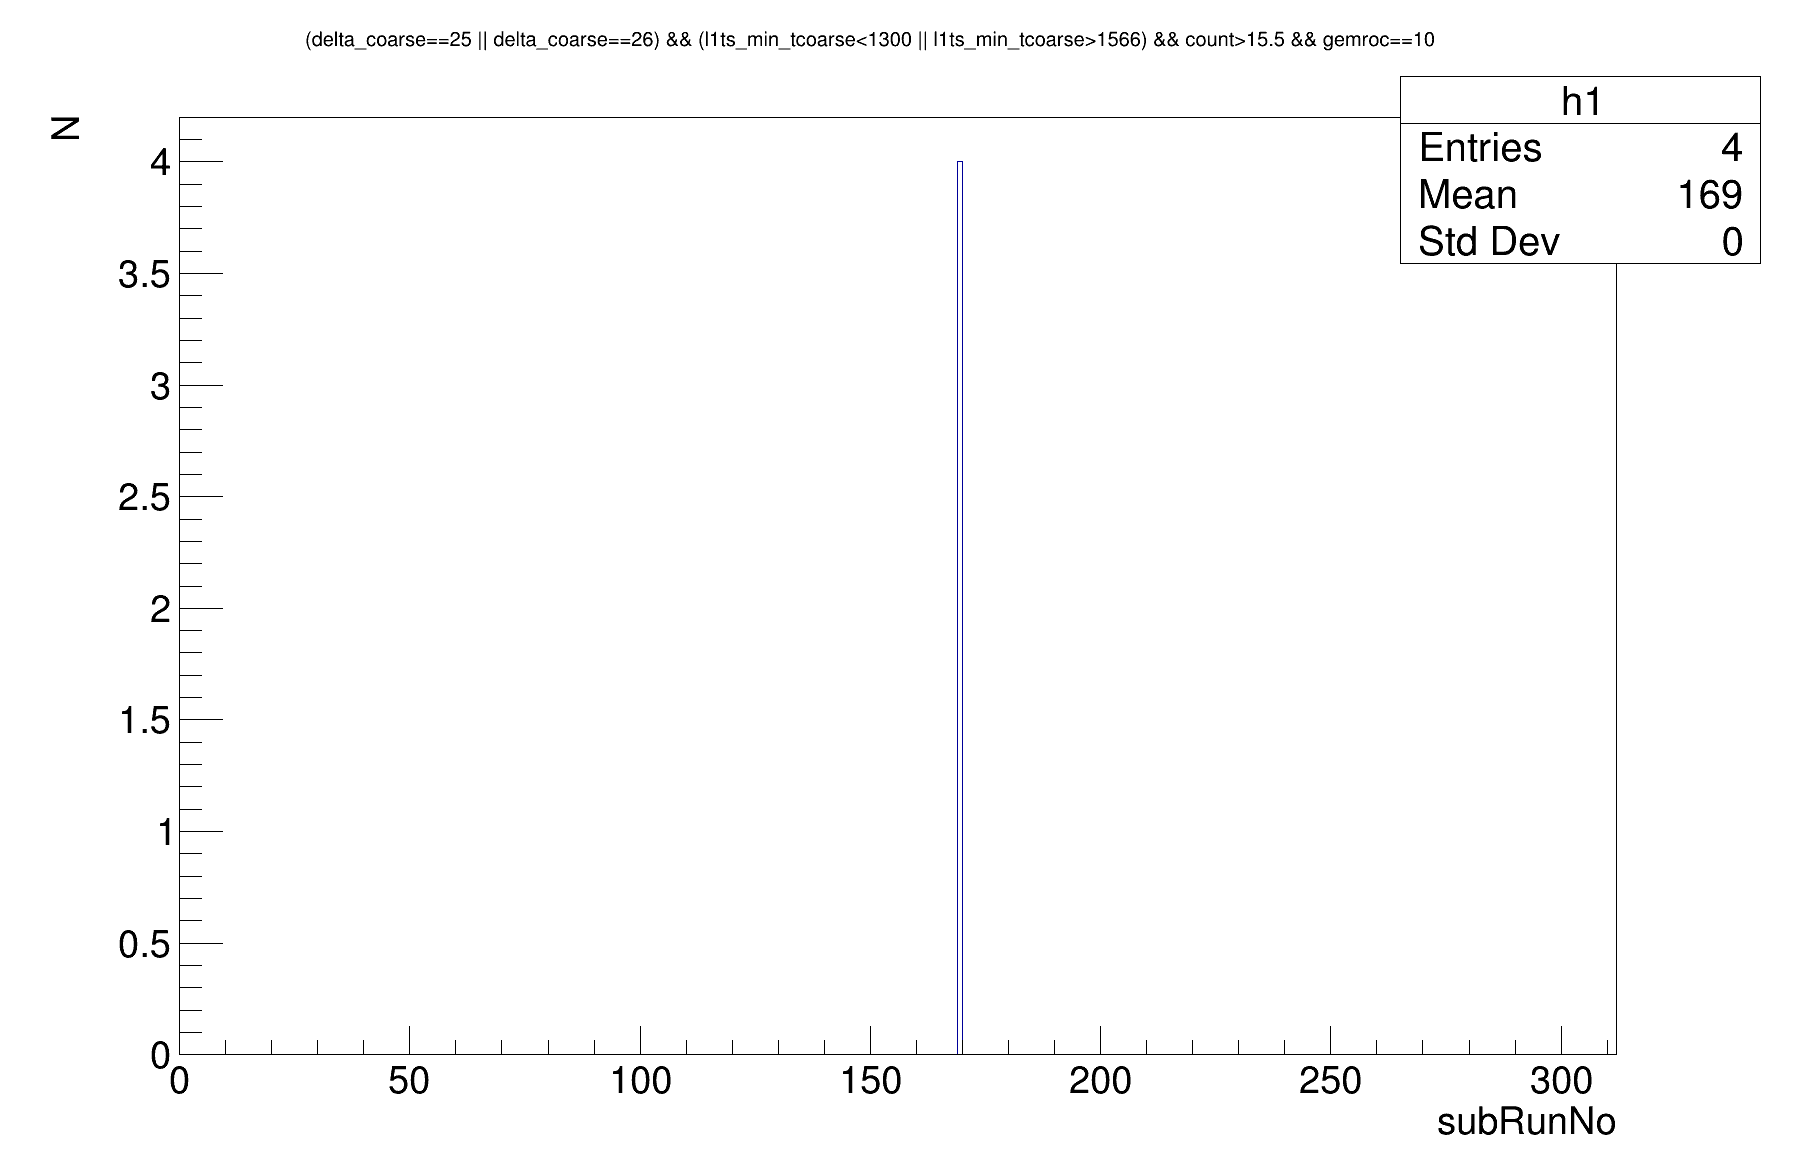 (delta_coarse==25 || delta_coarse==26) && (l1ts_min_tcoarse<1300 || l1ts_min_tcoarse>1566) && count>15.5 && gemroc==10
h1
Entries 4
Mean 169
Std Dev 0
N
4
3.5
3
2.5
2
1.5
1
0.5
0
0 50 100 150 200 250 300
subRunNo